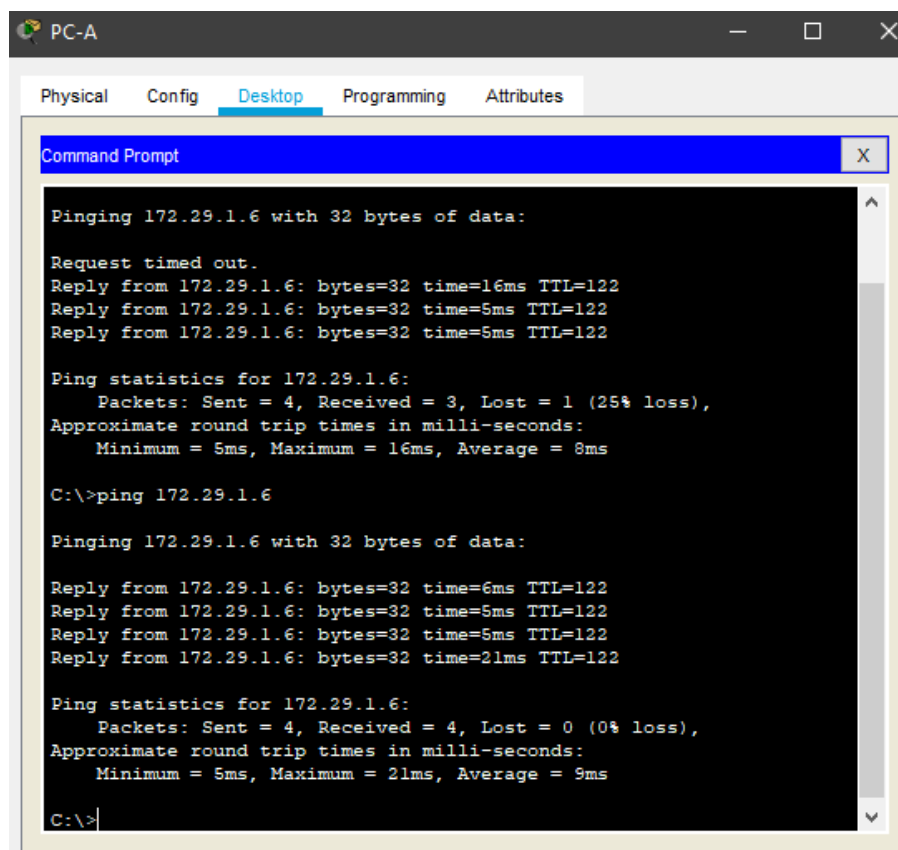 PC-A
Physical Config Desktop Programming Attributes
Command Prompt
X
Pinging 172.29.1.6 with 32 bytes of data:
Request timed out.
Reply from 172.29.1.6: bytes=32 time=16ms TTL=122
Reply from 172.29.1.6: bytes=32 time=5ms TTL=122
Reply from 172.29.1.6: bytes=32 time=5ms TTL=122
Ping statistics for 172.29.1.6:
Packets: Sent = 4, Received = 3, Lost = 1 (25% loss),
Approximate round trip times in milli-seconds:
Minimum = 5ms, Maximum = 16ms, Average = 8ms
C:\>ping 172.29.1.6
Pinging 172.29.1.6 with 32 bytes of data:
Reply from 172.29.1.6: bytes=32 time=6ms TTL=122
Reply from 172.29.1.6: bytes=32 time=5ms TTL=122
Reply from 172.29.1.6: bytes=32 time=5ms TTL=122
Reply from 172.29.1.6: bytes=32 time=21ms TTL=122
Ping statistics for 172.29.1.6:
Packets: Sent = 4, Received = 4, Lost = 0 (0% loss),
Approximate round trip times in milli-seconds:
Minimum = 5ms, Maximum = 21ms, Average = 9ms
C:\>